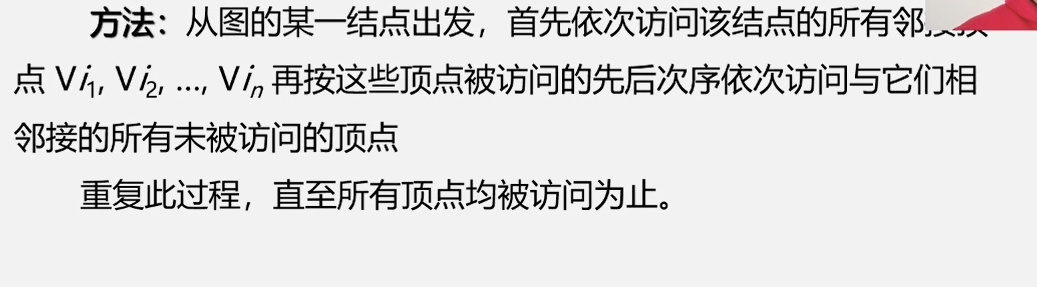 方法：从图的某一结点出发，首先依次访问该结点的所有邻
点 Vi₁, Vi₂, …, Viₙ 再按这些顶点被访问的先后次序依次访问与它们相
邻接的所有未被访问的顶点
重复此过程，直至所有顶点均被访问为止。